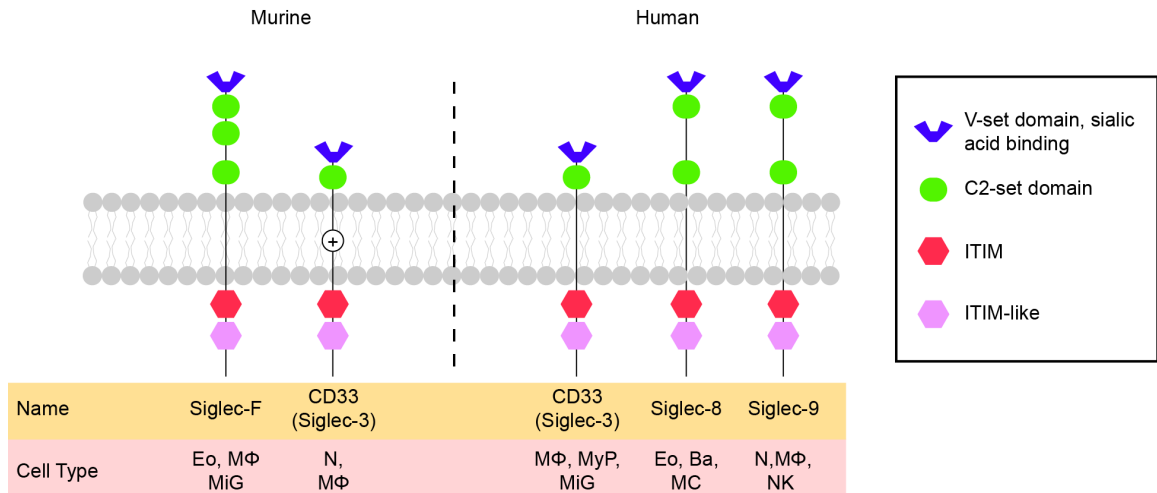 Murine
Human
V-set domain, sialic
acid binding
C2-set domain
+
ITIM
ITIM-like
Name
Siglec-F
CD33
(Siglec-3)
CD33
(Siglec-3)
Siglec-8
Siglec-9
Cell Type
Eo, MΦ
MiG
N,
MΦ
MΦ, MyP,
MiG
Eo, Ba,
MC
N,MΦ,
NK